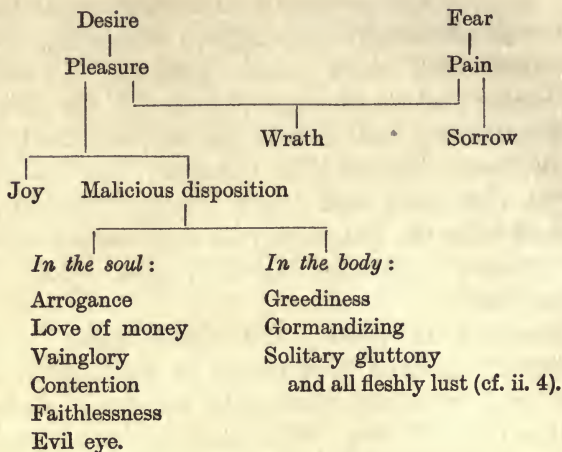 Desire Fear
Pleasure Pain
Wrath Sorrow
Joy Malicious disposition
In the soul : In the body :
Arrogance Greediness
Love of money Gormandizing
Vainglory Solitary gluttony
Contention and all fleshly lust (cf. ii. 4).
Faithlessness
Evil eye.